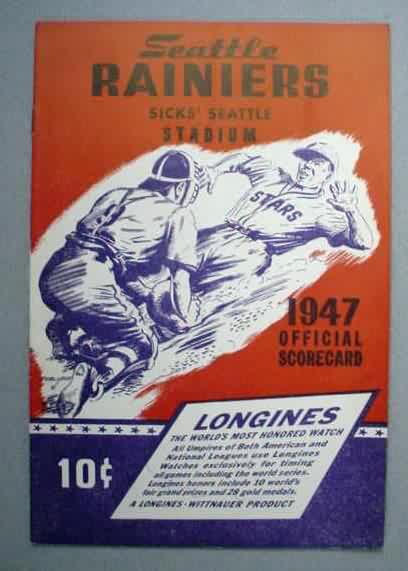 Seattle
RAINIERS
SICKS' SEATTLE
STADIUM
STARS
1947
OFFICIAL
SCORECARD
LONGINES
THE WORLD'S MOST HONORED WATCH
All Umpires of Both American and
National Leagues use Longines
Watches exclusively for timing
all games including the world series.
Longines honors include 10 world's
fair grand prizes and 28 gold medals.
A LONGINES-WITTNAUER PRODUCT
10¢